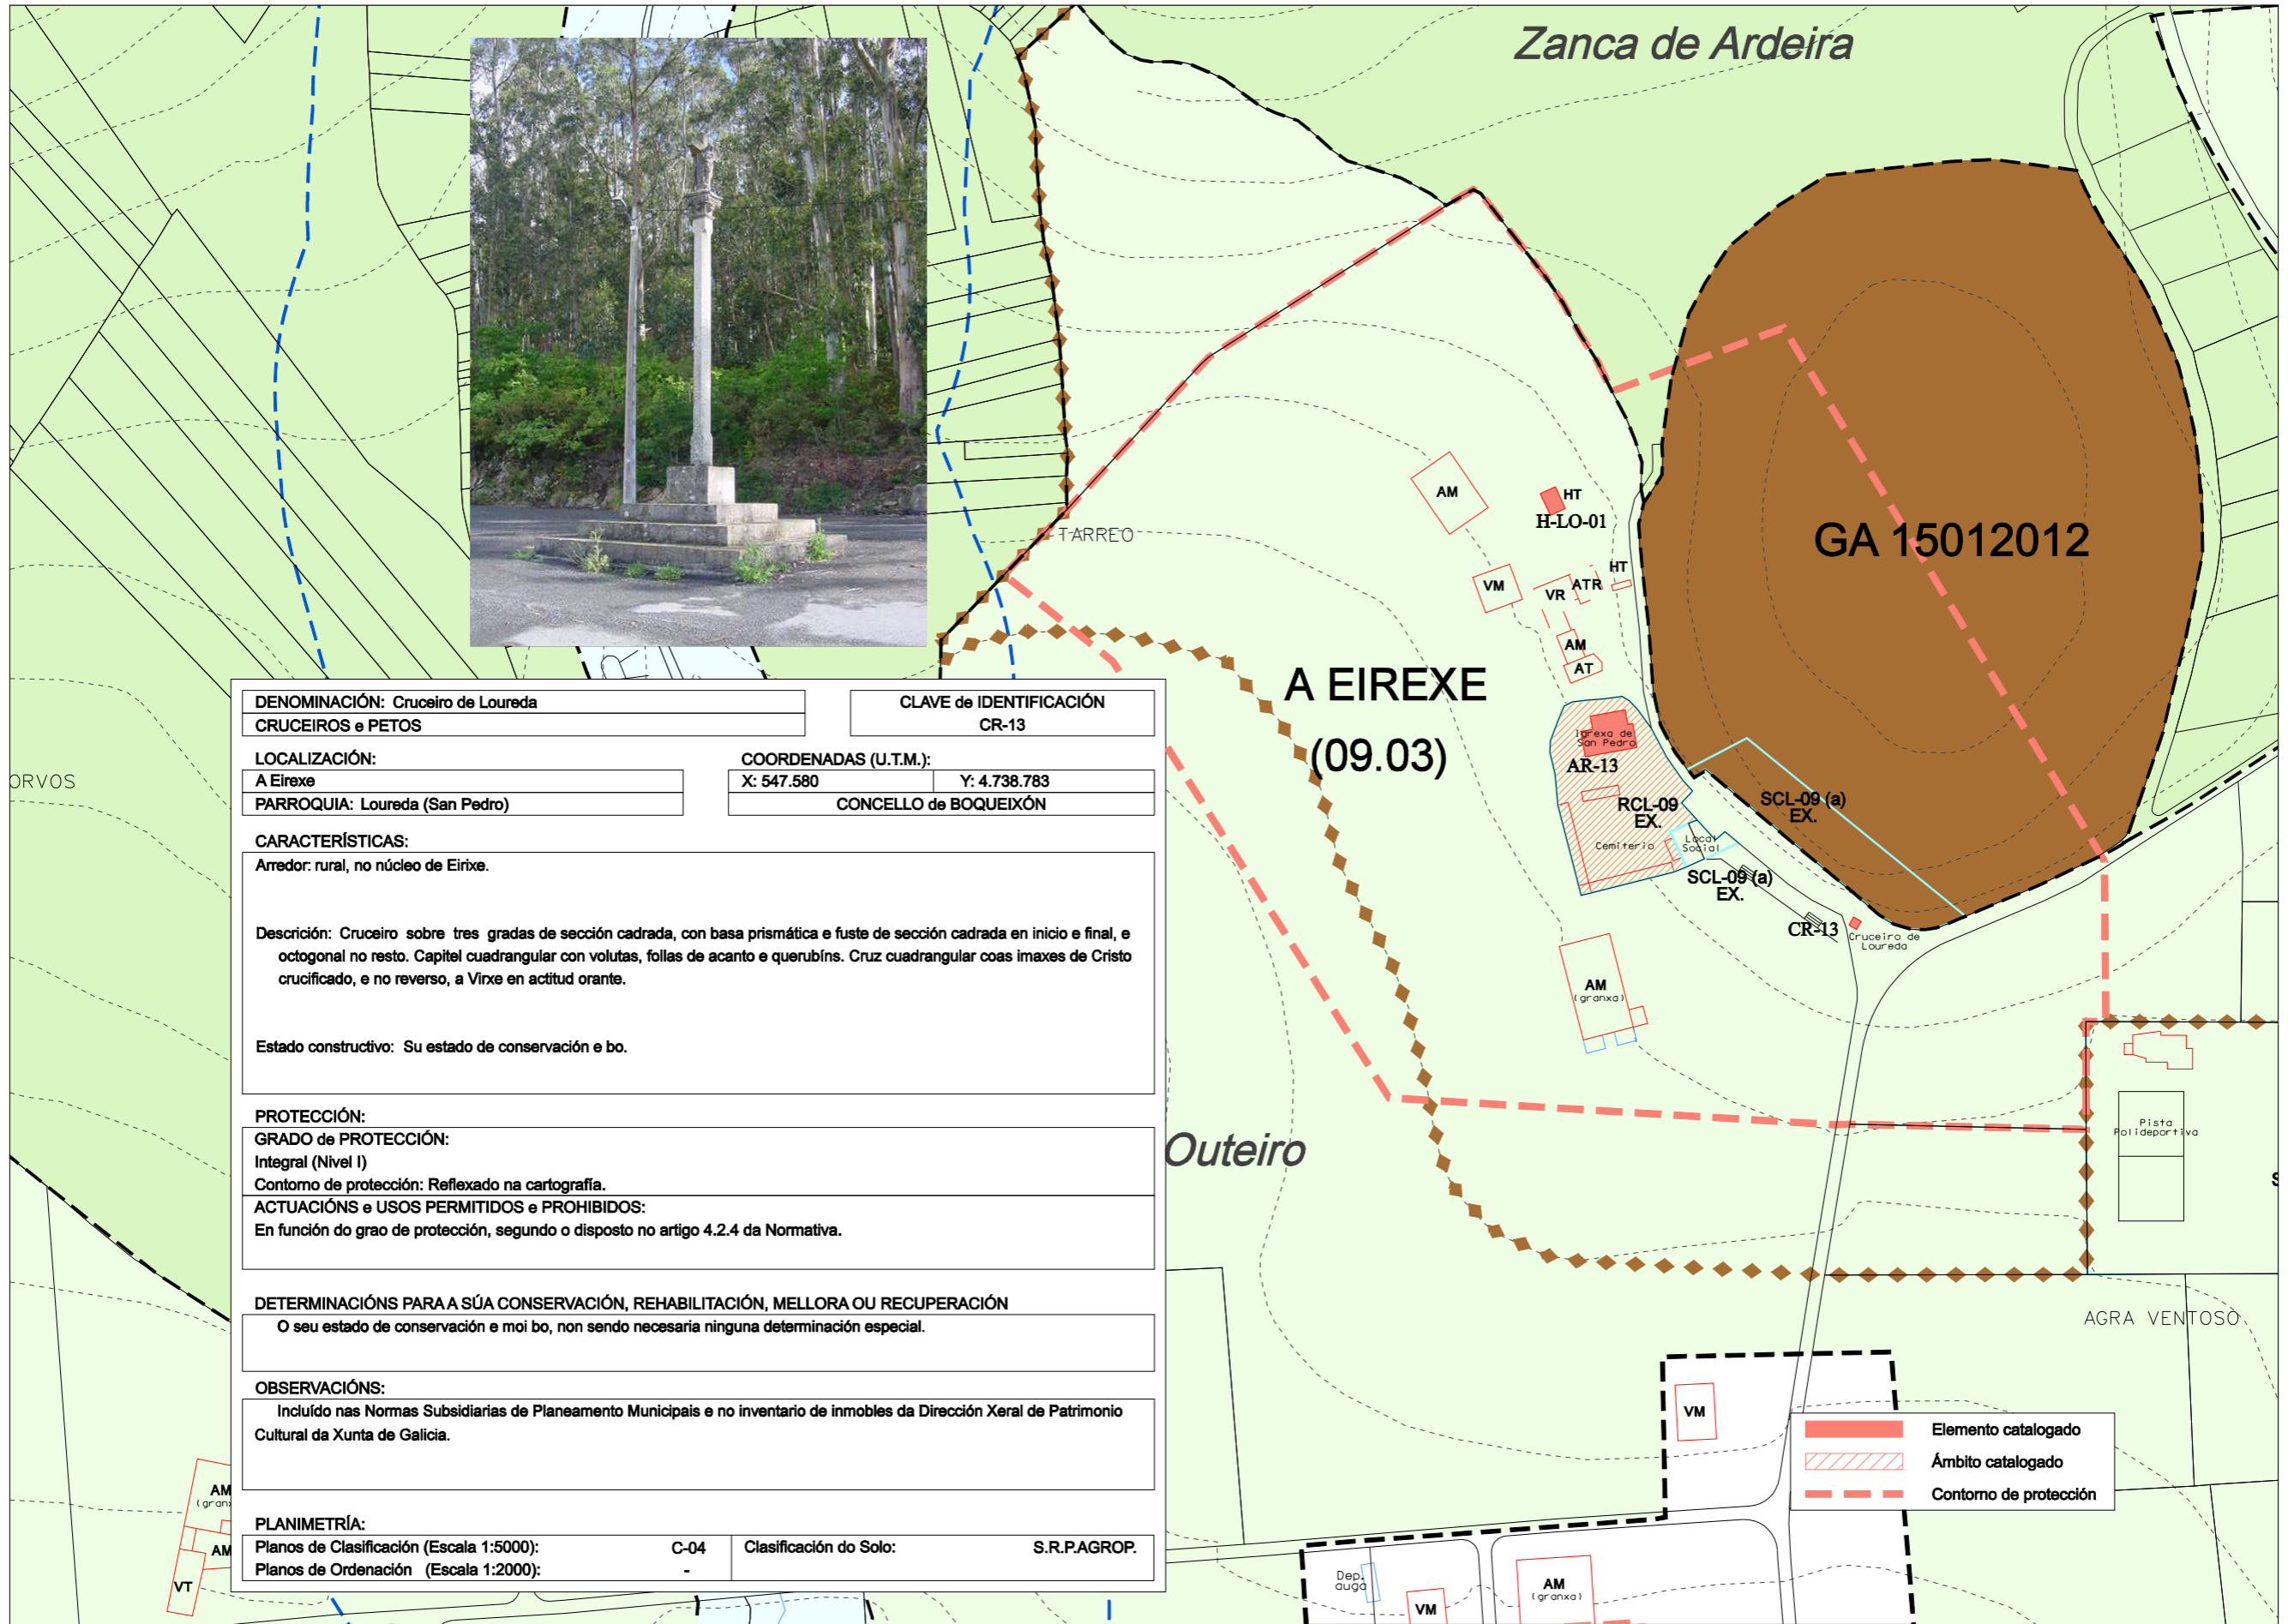 Zanca de Ardeira
GA 15012012
TARREO
AM
HT
H-LO-01
VM
VR
ATR
HT
AM
AT
A EIREXE
(09.03)
Igrexa de
San Pedro
AR-13
RCL-09
EX.
Cemiterio
Local
Social
SCL-09 (a)
EX.
SCL-09 (a)
EX.
CR-13
Cruceiro de
Loureda
AM
(granxa)
ORVOS
DENOMINACIÓN: Cruceiro de Loureda
CRUCEIROS e PETOS
CLAVE de IDENTIFICACIÓN
CR-13
LOCALIZACIÓN:
A Eirexe
PARROQUIA: Loureda (San Pedro)
COORDENADAS (U.T.M.):
X: 547.580 Y: 4.738.783
CONCELLO de BOQUEIXÓN
CARACTERÍSTICAS:
Arredor: rural, no núcleo de Eirixe.
Descrición: Cruceiro sobre tres gradas de sección cadrada, con basa prismática e fuste de sección cadrada en inicio e final, e
octogonal no resto. Capitel cuadrangular con volutas, follas de acanto e querubíns. Cruz cuadrangular coas imaxes de Cristo
crucificado, e no reverso, a Virxe en actitud orante.
Estado constructivo: Su estado de conservación e bo.
PROTECCIÓN:
GRADO de PROTECCIÓN:
Integral (Nivel I)
Contorno de protección: Reflexado na cartografía.
ACTUACIÓNS e USOS PERMITIDOS e PROHIBIDOS:
En función do grao de protección, segundo o disposto no artigo 4.2.4 da Normativa.
DETERMINACIÓNS PARA A SÚA CONSERVACIÓN, REHABILITACIÓN, MELLORA OU RECUPERACIÓN
O seu estado de conservación e moi bo, non sendo necesaria ninguna determinación especial.
OBSERVACIÓNS:
Incluído nas Normas Subsidiarias de Planeamento Municipais e no inventario de inmobles da Dirección Xeral de Patrimonio
Cultural da Xunta de Galicia.
PLANIMETRÍA:
Planos de Clasificación (Escala 1:5000): C-04 Clasificación do Solo: S.R.P.AGROP.
Planos de Ordenación (Escala 1:2000): -
Outeiro
Pista
Polideportiva
S
AGRA VENTOSO
VM
Elemento catalogado
Ámbito catalogado
Contorno de protección
AM
(granx
AM
VT
Dep.
auga
VM
AM
(granxa)